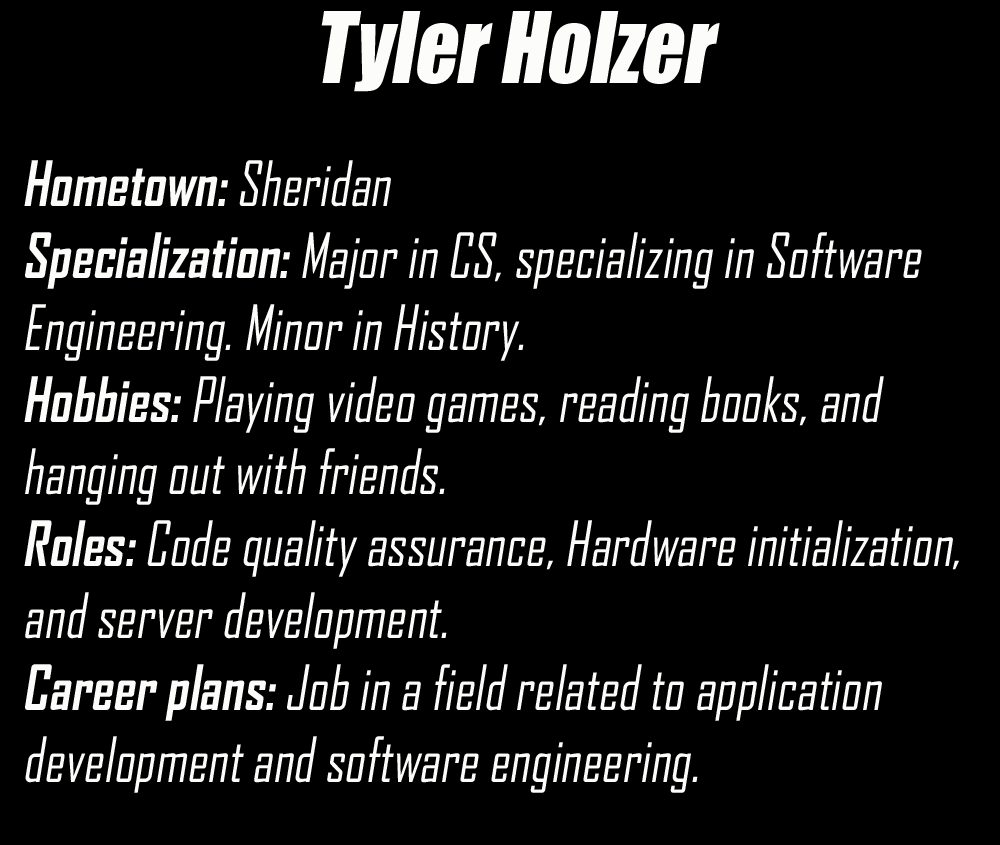 Tyler Holzer
Hometown: Sheridan
Specialization: Major in CS, specializing in Software
Engineering. Minor in History.
Hobbies: Playing video games, reading books, and
hanging out with friends.
Roles: Code quality assurance, Hardware initialization,
and server development.
Career plans: Job in a field related to application
development and software engineering.